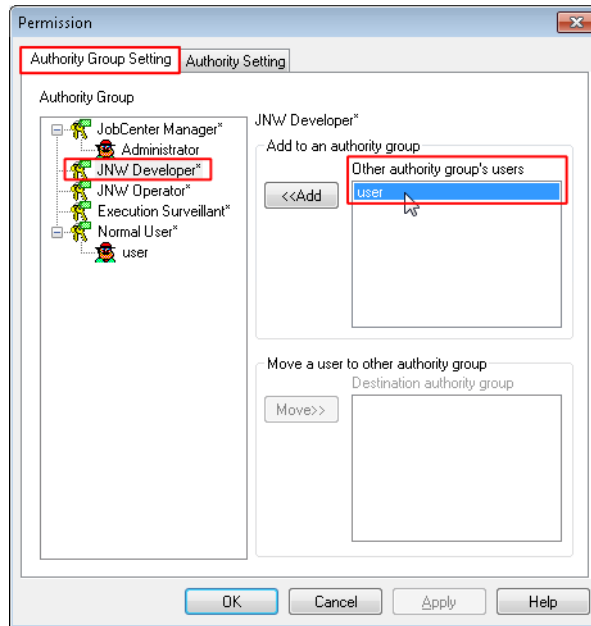 Permission
Authority Group Setting
Authority Setting
Authority Group
JobCenter Manager*
Administrator
JNW Developer*
JNW Operator*
Execution Surveillant*
Normal User*
user
JNW Developer*
Add to an authority group
Other authority group's users
<<Add
user
Move a user to other authority group
Destination authority group
Move>>
OK
Cancel
Apply
Help